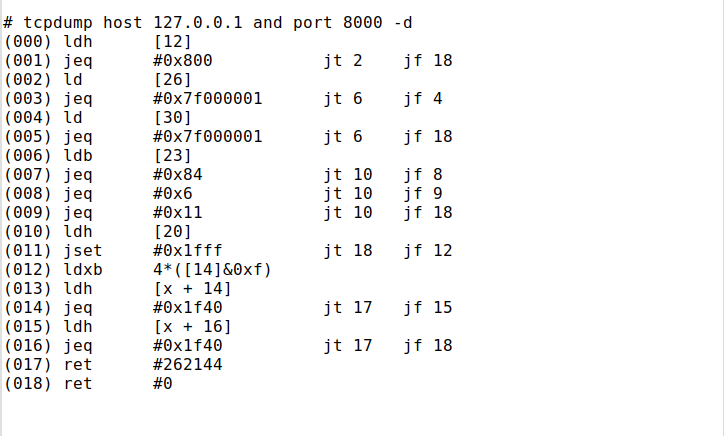 # tcpdump host 127.0.0.1 and port 8000 -d
(000) ldh      [12]
(001) jeq      #0x800           jt 2    jf 18
(002) ld       [26]
(003) jeq      #0x7f000001      jt 6    jf 4
(004) ld       [30]
(005) jeq      #0x7f000001      jt 6    jf 18
(006) ldb      [23]
(007) jeq      #0x84            jt 10   jf 8
(008) jeq      #0x6             jt 10   jf 9
(009) jeq      #0x11            jt 10   jf 18
(010) ldh      [20]
(011) jset     #0x1fff          jt 18   jf 12
(012) ldxb     4*([14]&0xf)
(013) ldh      [x + 14]
(014) jeq      #0x1f40          jt 17   jf 15
(015) ldh      [x + 16]
(016) jeq      #0x1f40          jt 17   jf 18
(017) ret      #262144
(018) ret      #0